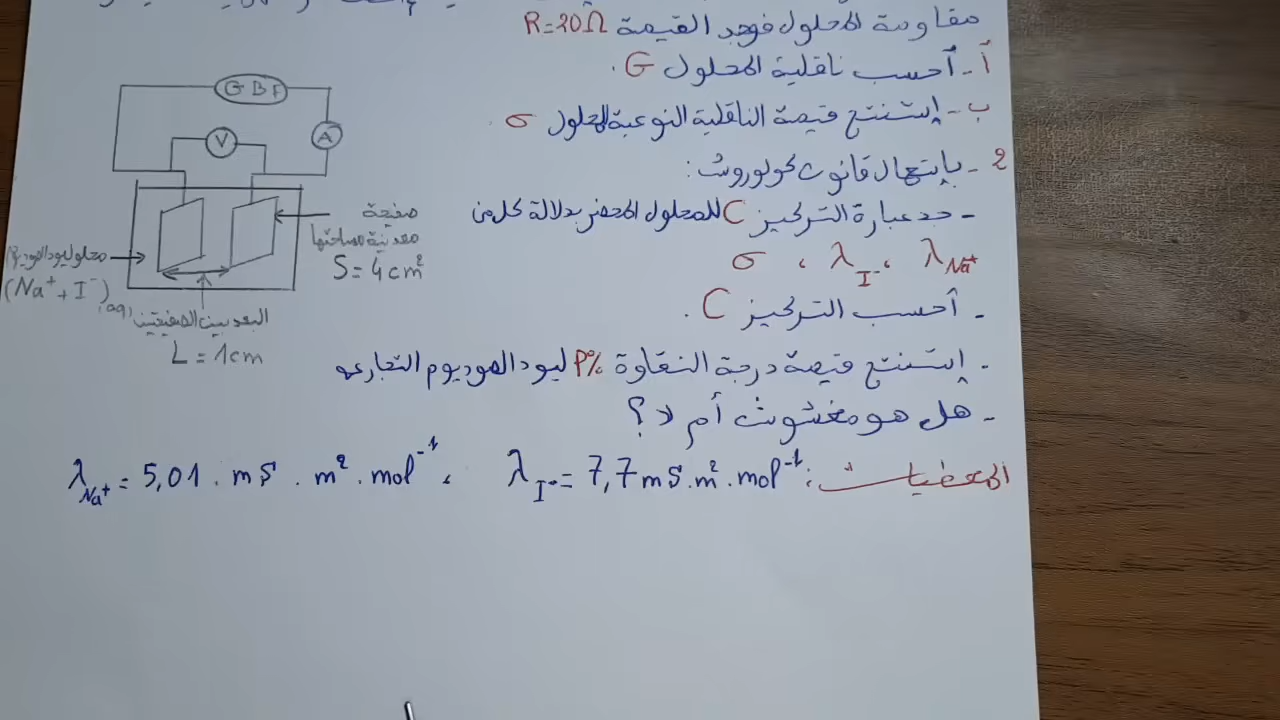 مقاومة المحلول فوجد القيمة R=20Ω
أ- أحسب ناقلية المحلول G.
ب- إستنتج قيمة الناقلية النوعية للمحلول σ
2- بإستعمال قانون كولوروش:
- جد عبارة التركيز C للمحلول المحضر بدلالة كل من
λNa+ ، λI- ، σ
- أحسب التركيز C.
- إستنتج قيمة درجة النقاوة P% ليود الصوديوم التجاري
- هل هو مغشوش أم لا؟
المعطيات: λI- = 7,7 mS.m².mol⁻¹ ، λNa+ = 5,01 . mS . m² . mol⁻¹
GBF
V
A
صفيحة
معدنية مساحتها
S = 4 cm²
محلول يود الصوديوم
(Na⁺ + I⁻)(aq)
البعد بين الصفيحتين
L = 1 cm